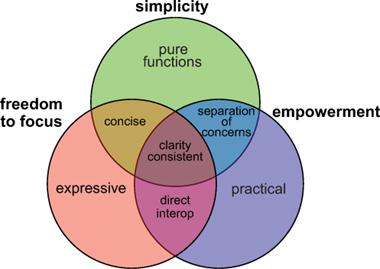 simplicity
pure
functions
freedom
to focus
concise
separation
of
concerns
empowerment
clarity
consistent
expressive
direct
interop
practical